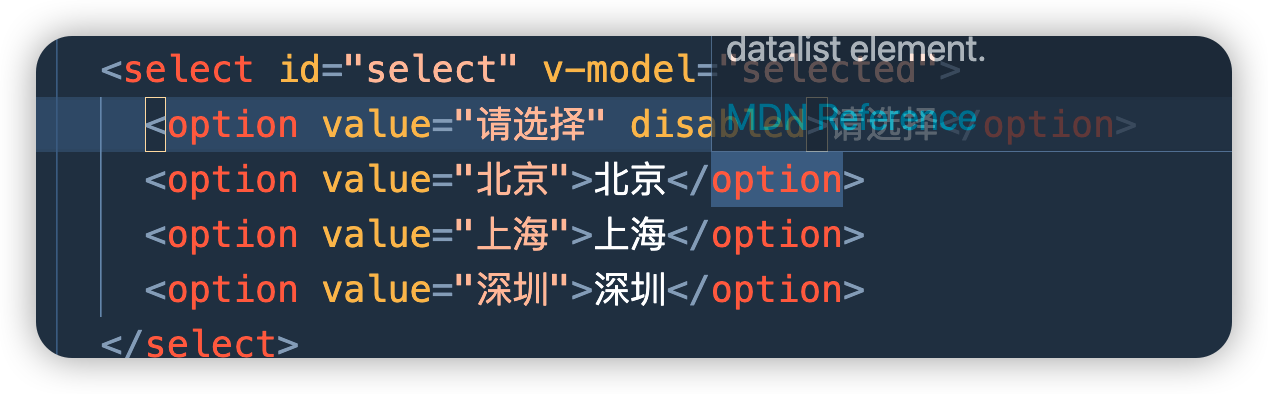 datalist element.
<select id="select" v-model="selected">
MDN Reference
<option value="请选择" disabled>请选择</option>
<option value="北京">北京</option>
<option value="上海">上海</option>
<option value="深圳">深圳</option>
</select>